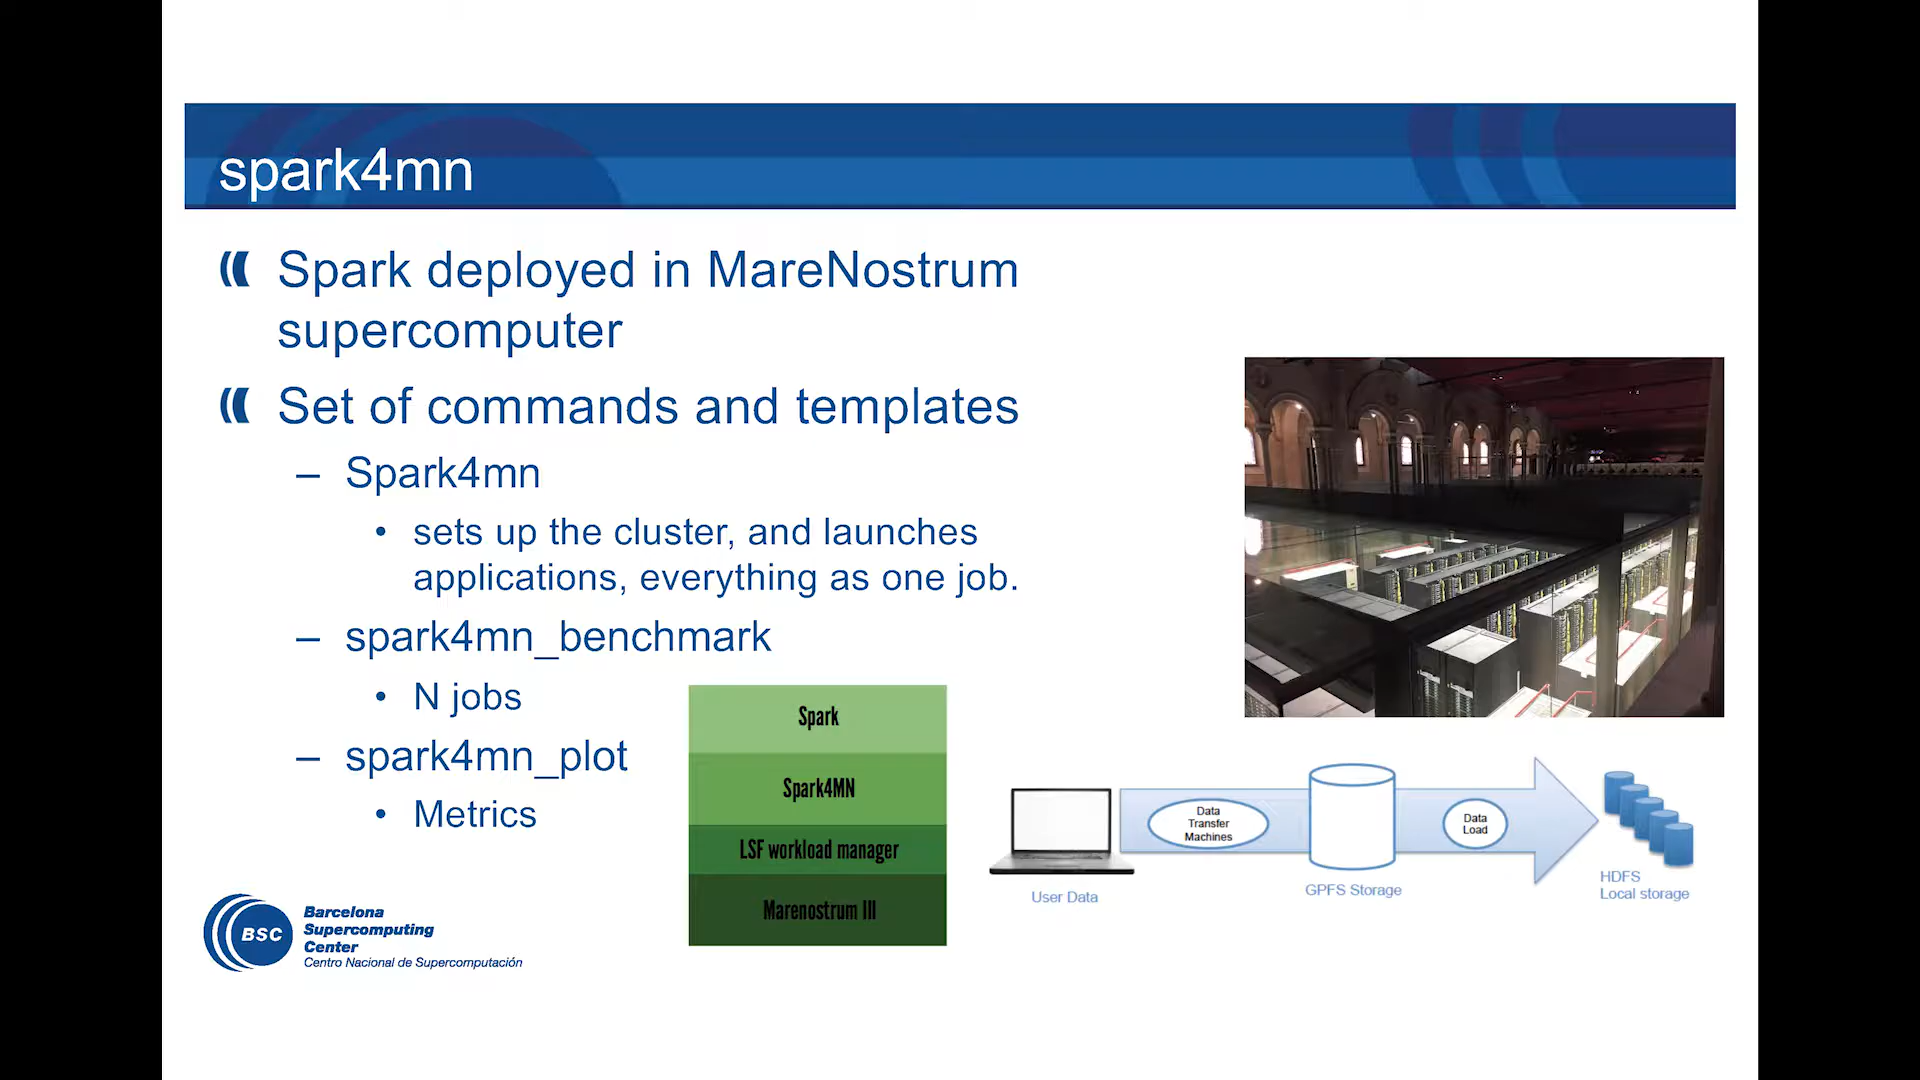 spark4mn
Spark deployed in MareNostrum
supercomputer
Set of commands and templates
– Spark4mn
• sets up the cluster, and launches
applications, everything as one job.
– spark4mn_benchmark
• N jobs
– spark4mn_plot
• Metrics
Spark
Spark4MN
LSF workload manager
Marenostrum III
Data
Transfer
Machines
Data
Load
User Data
GPFS Storage
HDFS
Local storage
BSC
Barcelona
Supercomputing
Center
Centro Nacional de Supercomputación